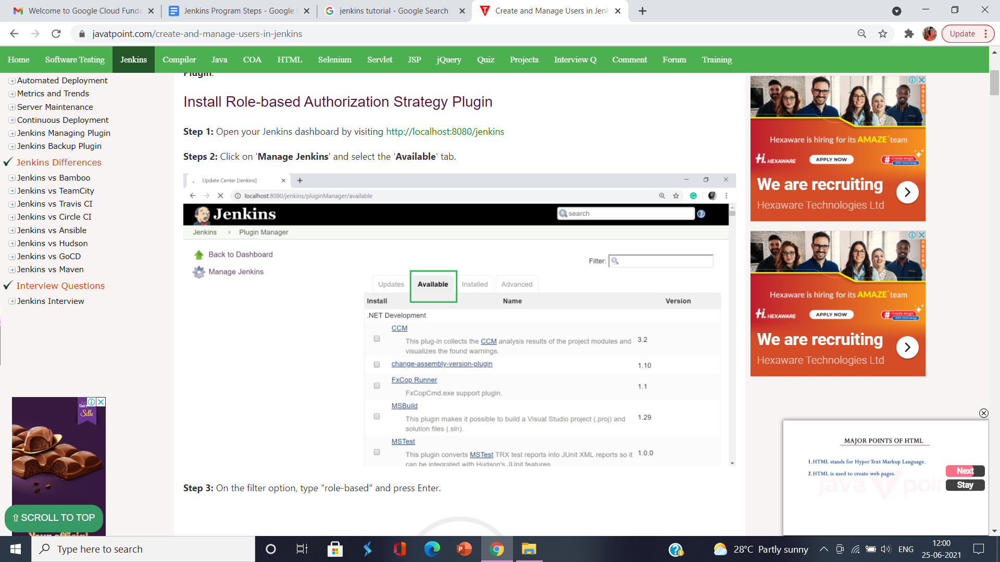 Welcome to Google Cloud Funda
Jenkins Program Steps - Google
jenkins tutorial - Google Search
Create and Manage Users in Jenk
javatpoint.com/create-and-manage-users-in-jenkins
Update
Home Software Testing Jenkins Compiler Java COA HTML Selenium Servlet JSP jQuery Quiz Projects Interview Q Comment Forum Training
Automated Deployment
Metrics and Trends
Server Maintenance
Continuous Deployment
Jenkins Managing Plugin
Jenkins Backup Plugin
Jenkins Differences
Jenkins vs Bamboo
Jenkins vs TeamCity
Jenkins vs Travis CI
Jenkins vs Circle CI
Jenkins vs Ansible
Jenkins vs Hudson
Jenkins vs GoCD
Jenkins vs Maven
Interview Questions
Jenkins Interview
Dairy
Silk
⇧ SCROLL TO TOP
Your official
Plugin.
Install Role-based Authorization Strategy Plugin
Step 1: Open your Jenkins dashboard by visiting http://localhost:8080/jenkins
Steps 2: Click on 'Manage Jenkins' and select the 'Available' tab.
Update Center [Jenkins]
localhost:8080/jenkins/pluginManager/available
Jenkins
search
Jenkins Plugin Manager
Back to Dashboard
Manage Jenkins
Filter:
Updates Available Installed Advanced
Install Name Version
.NET Development
CCM
This plug-in collects the CCM analysis results of the project modules and
visualizes the found warnings.
3.2
change-assembly-version-plugin
1.10
FxCop Runner
FxCopCmd.exe support plugin.
1.1
MSBuild
This plugin makes it possible to build a Visual Studio project (.proj) and
solution files (.sln).
1.29
MSTest
This plugin converts MSTest TRX test reports into JUnit XML reports so it
can be integrated with Hudson's JUnit features
1.0.0
Step 3: On the filter option, type "role-based" and press Enter.
Hexaware is hiring for its AMAZE team
HEXAWARE
APPLY NOW
# Create Magic
With Technology
We are recruiting
Hexaware Technologies Ltd
Hexaware is hiring for its AMAZE team
HEXAWARE
APPLY NOW
# Create Magic
With Technology
We are recruiting
Hexaware Technologies Ltd
MAJOR POINTS OF HTML
1.HTML stands for Hyper Text Markup Language.
2.HTML is used to create web pages.
Next
Stay
java T poin
Type here to search
28°C Partly sunny
ENG
12:00
25-06-2021